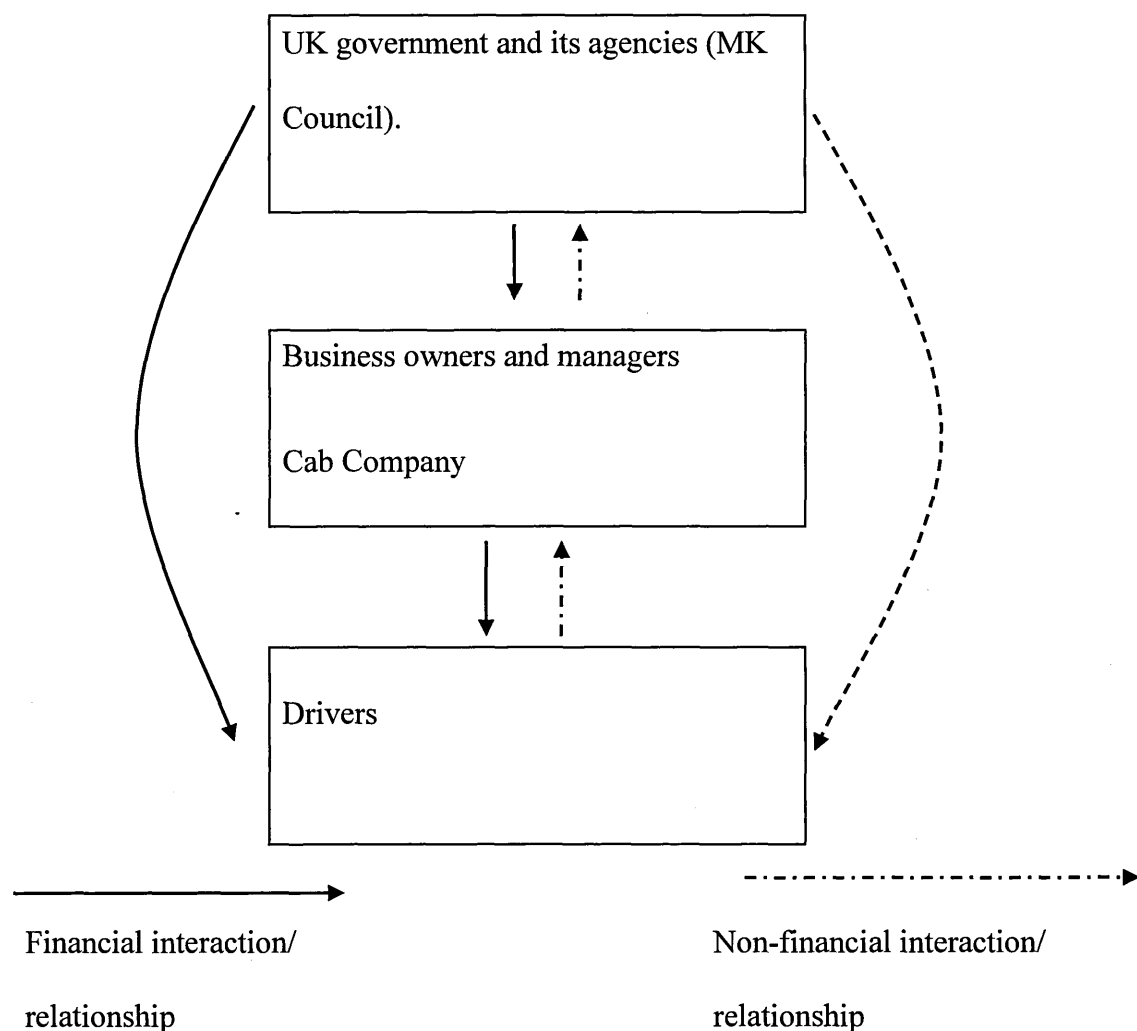 UK government and its agencies (MK
Council).
Business owners and managers
Cab Company
Drivers
Financial interaction/
relationship
Non-financial interaction/
relationship